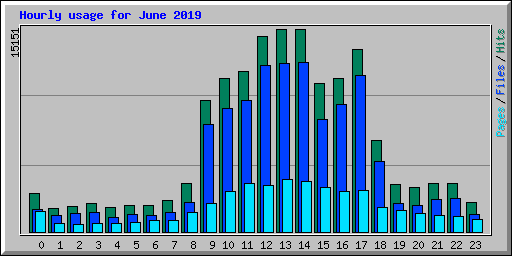 Hourly usage for June 2019
15151
Pages / Files / Hits
0 1 2 3 4 5 6 7 8 9 10 11 12 13 14 15 16 17 18 19 20 21 22 23